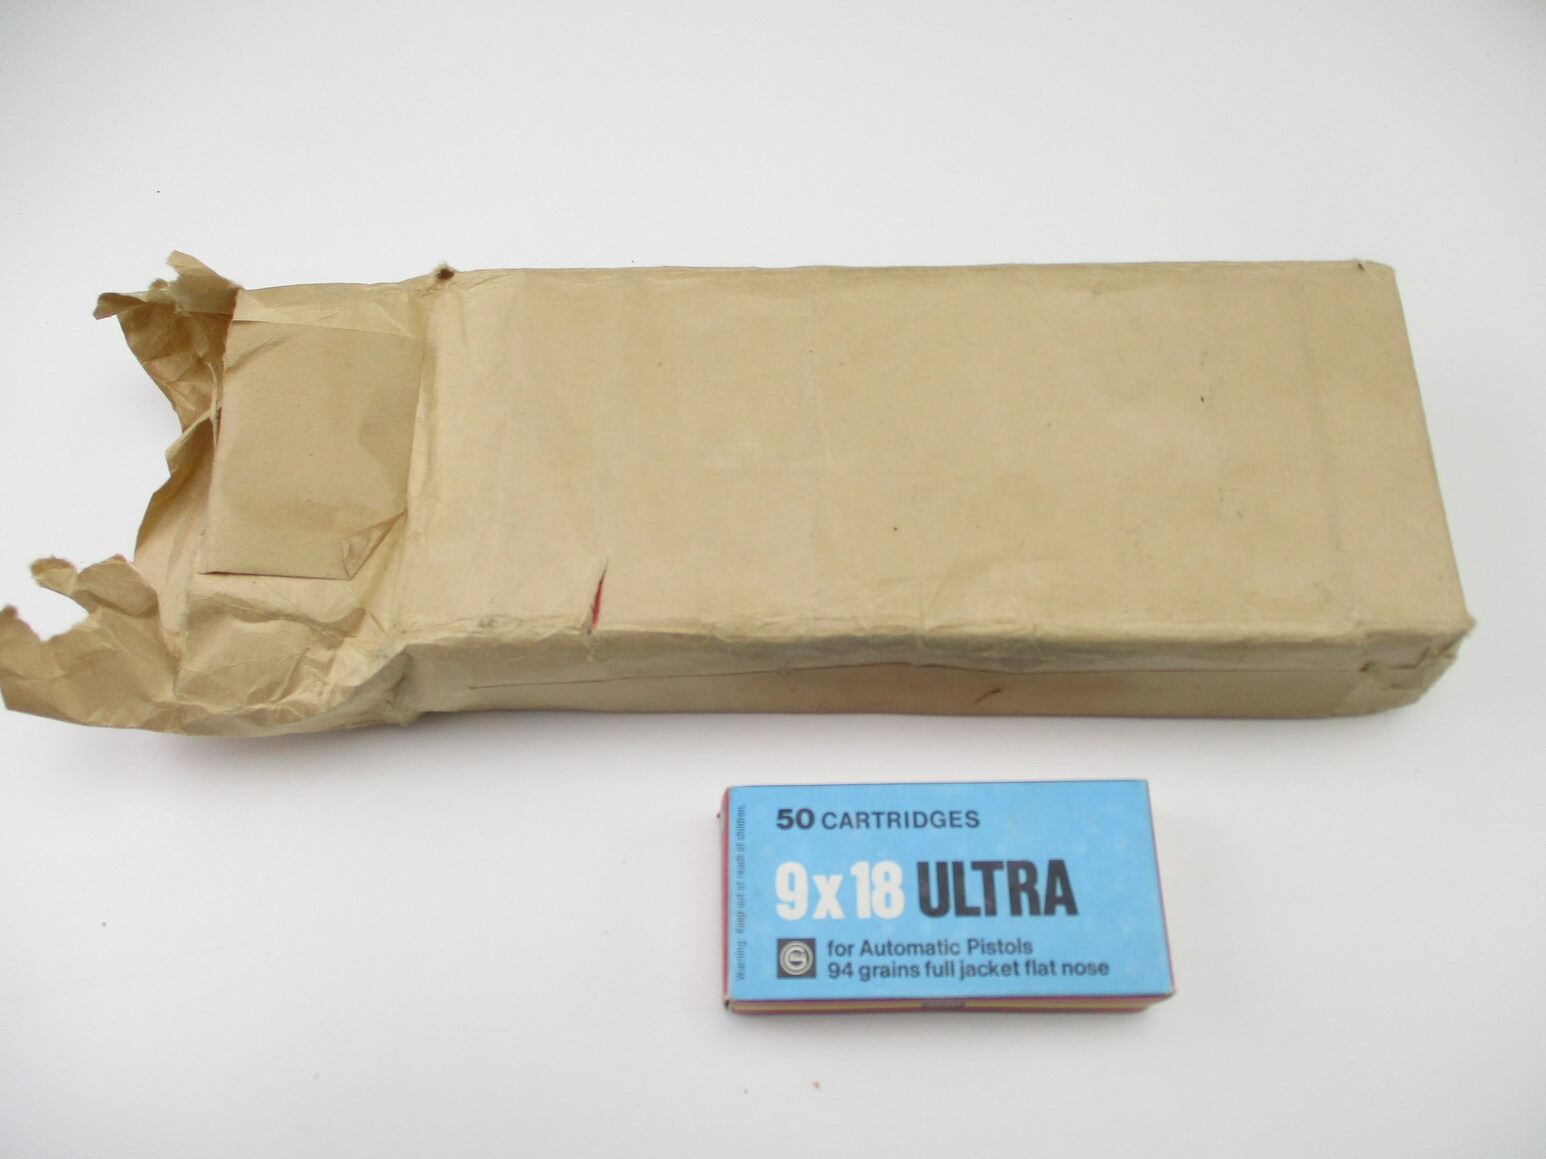 50 CARTRIDGES
9x18 ULTRA
for Automatic Pistols
94 grains full jacket flat nose
Warning. Keep out of reach of children.